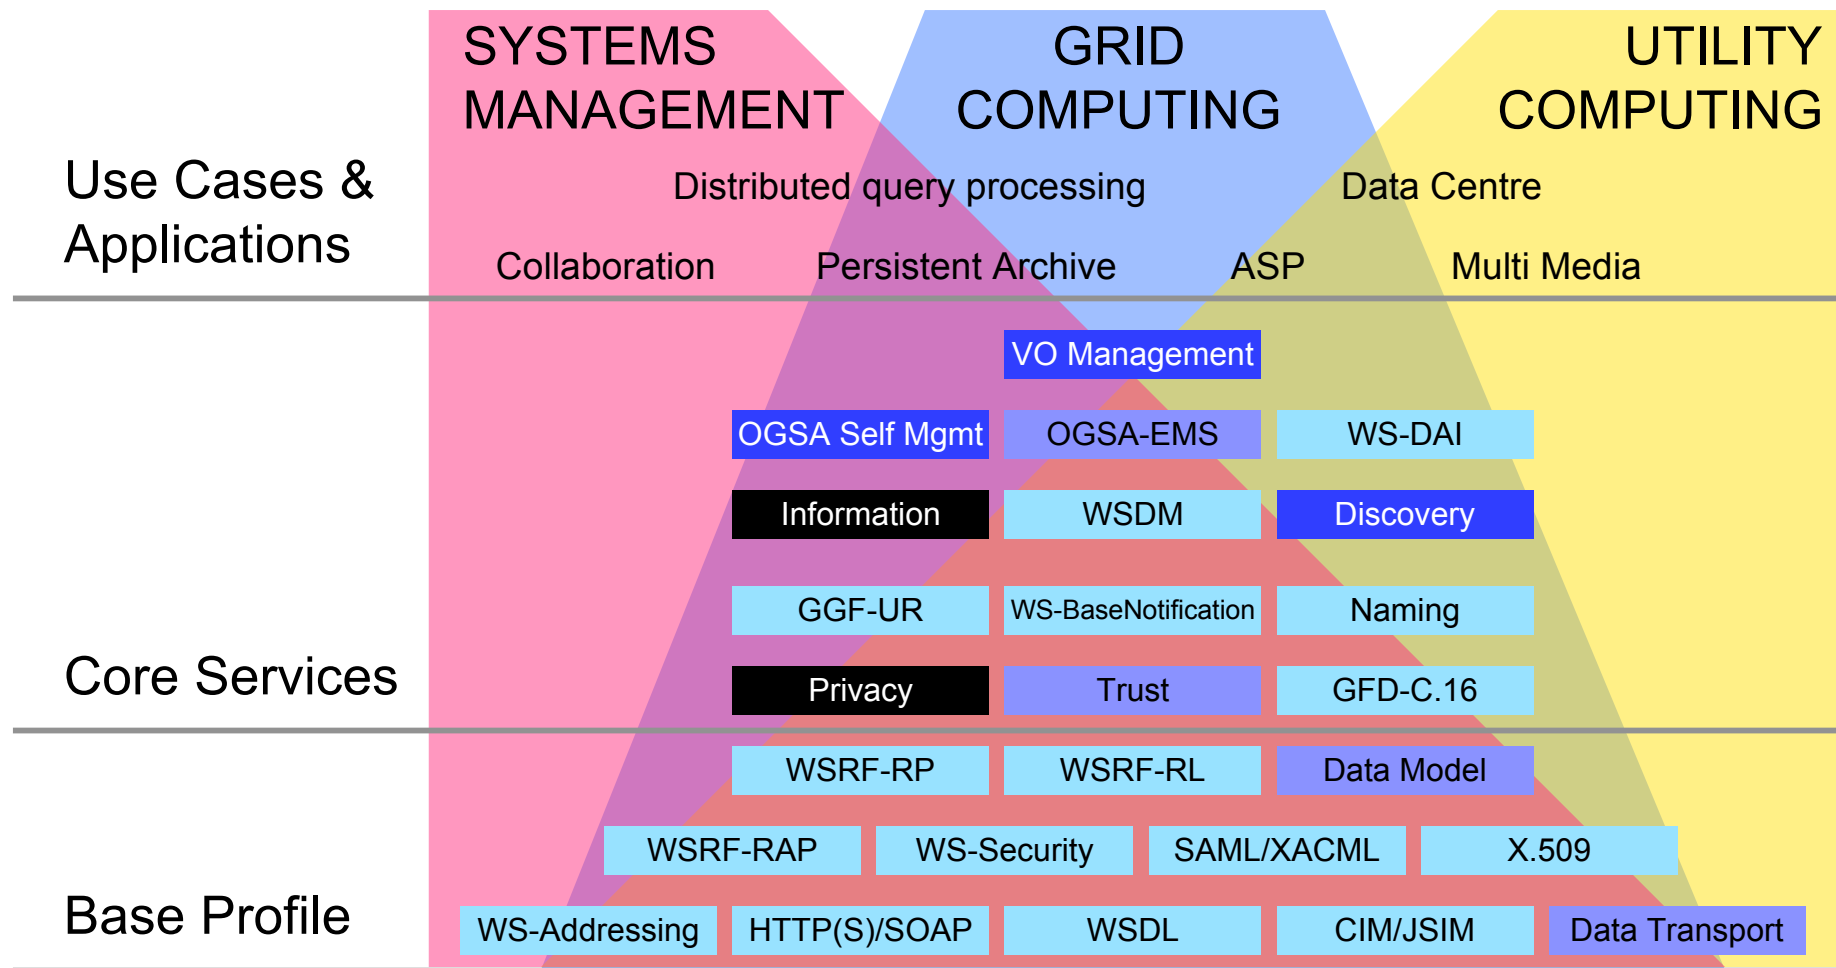 SYSTEMS
MANAGEMENT
GRID
COMPUTING
UTILITY
COMPUTING
Use Cases &
Applications
Distributed query processing
Data Centre
Collaboration
Persistent Archive
ASP
Multi Media
VO Management
OGSA Self Mgmt
OGSA-EMS
WS-DAI
Information
WSDM
Discovery
GGF-UR
WS-BaseNotification
Naming
Core Services
Privacy
Trust
GFD-C.16
WSRF-RP
WSRF-RL
Data Model
WSRF-RAP
WS-Security
SAML/XACML
X.509
Base Profile
WS-Addressing
HTTP(S)/SOAP
WSDL
CIM/JSIM
Data Transport